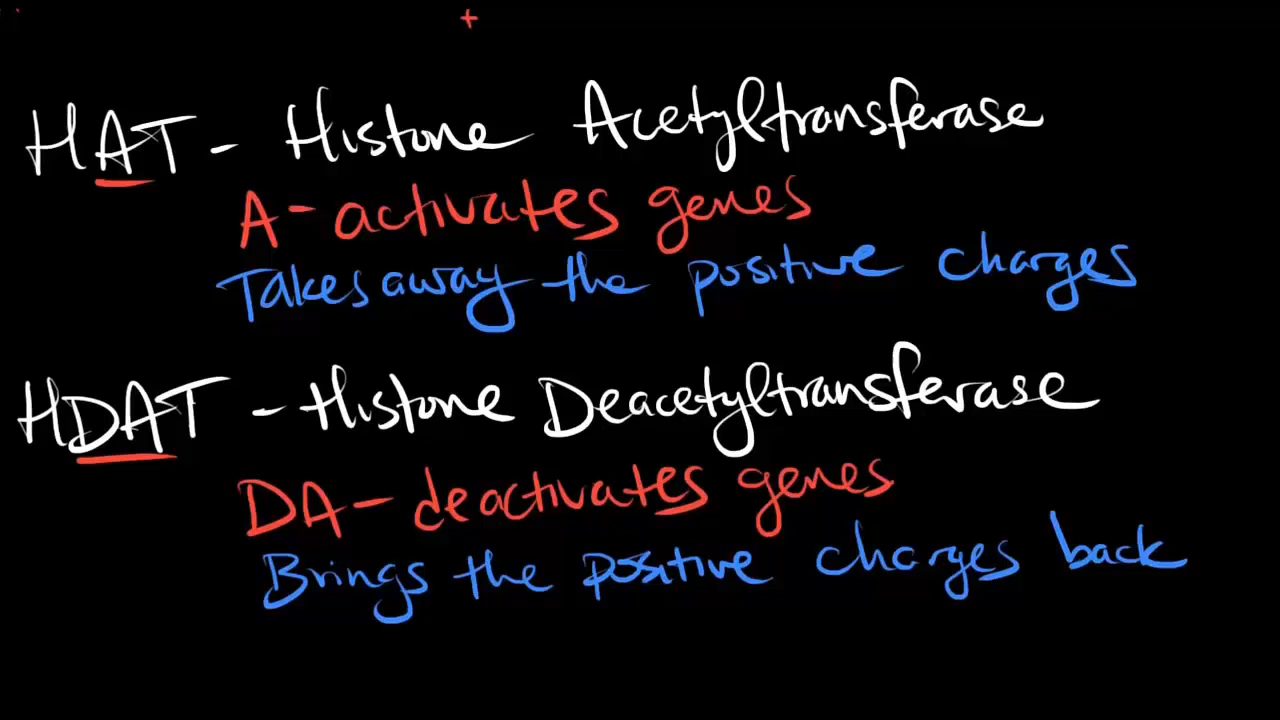 HAT - Histone Acetyltransferase
A - activates genes
Takes away the positive charges
HDAT - Histone Deacetyltransferase
DA - deactivates genes
Brings the positive charges back